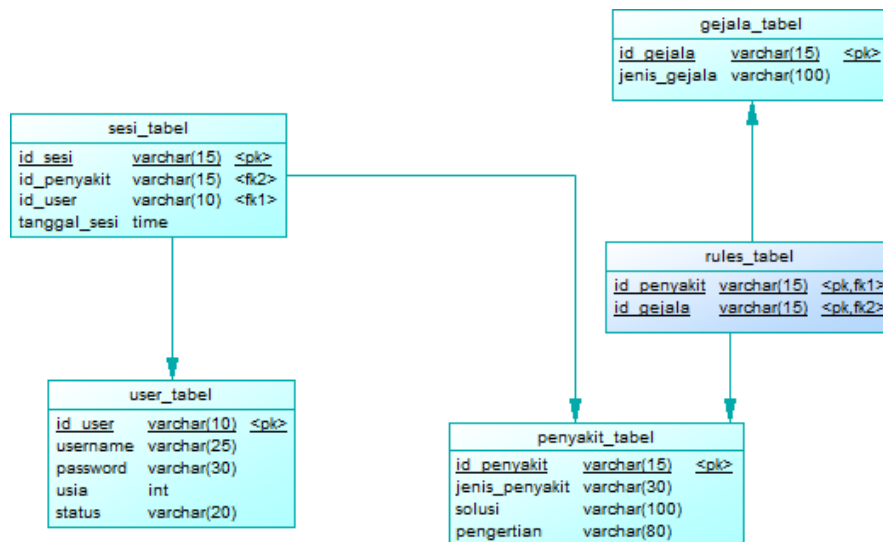 gejala_tabel
id_gejala varchar(15) <pk>
jenis_gejala varchar(100)
sesi_tabel
id_sesi varchar(15) <pk>
id_penyakit varchar(15) <fk2>
id_user varchar(10) <fk1>
tanggal_sesi time
rules_tabel
id_penyakit varchar(15) <pk,fk1>
id_gejala varchar(15) <pk,fk2>
user_tabel
id_user varchar(10) <pk>
username varchar(25)
password varchar(30)
usia int
status varchar(20)
penyakit_tabel
id_penyakit varchar(15) <pk>
jenis_penyakit varchar(30)
solusi varchar(100)
pengertian varchar(80)